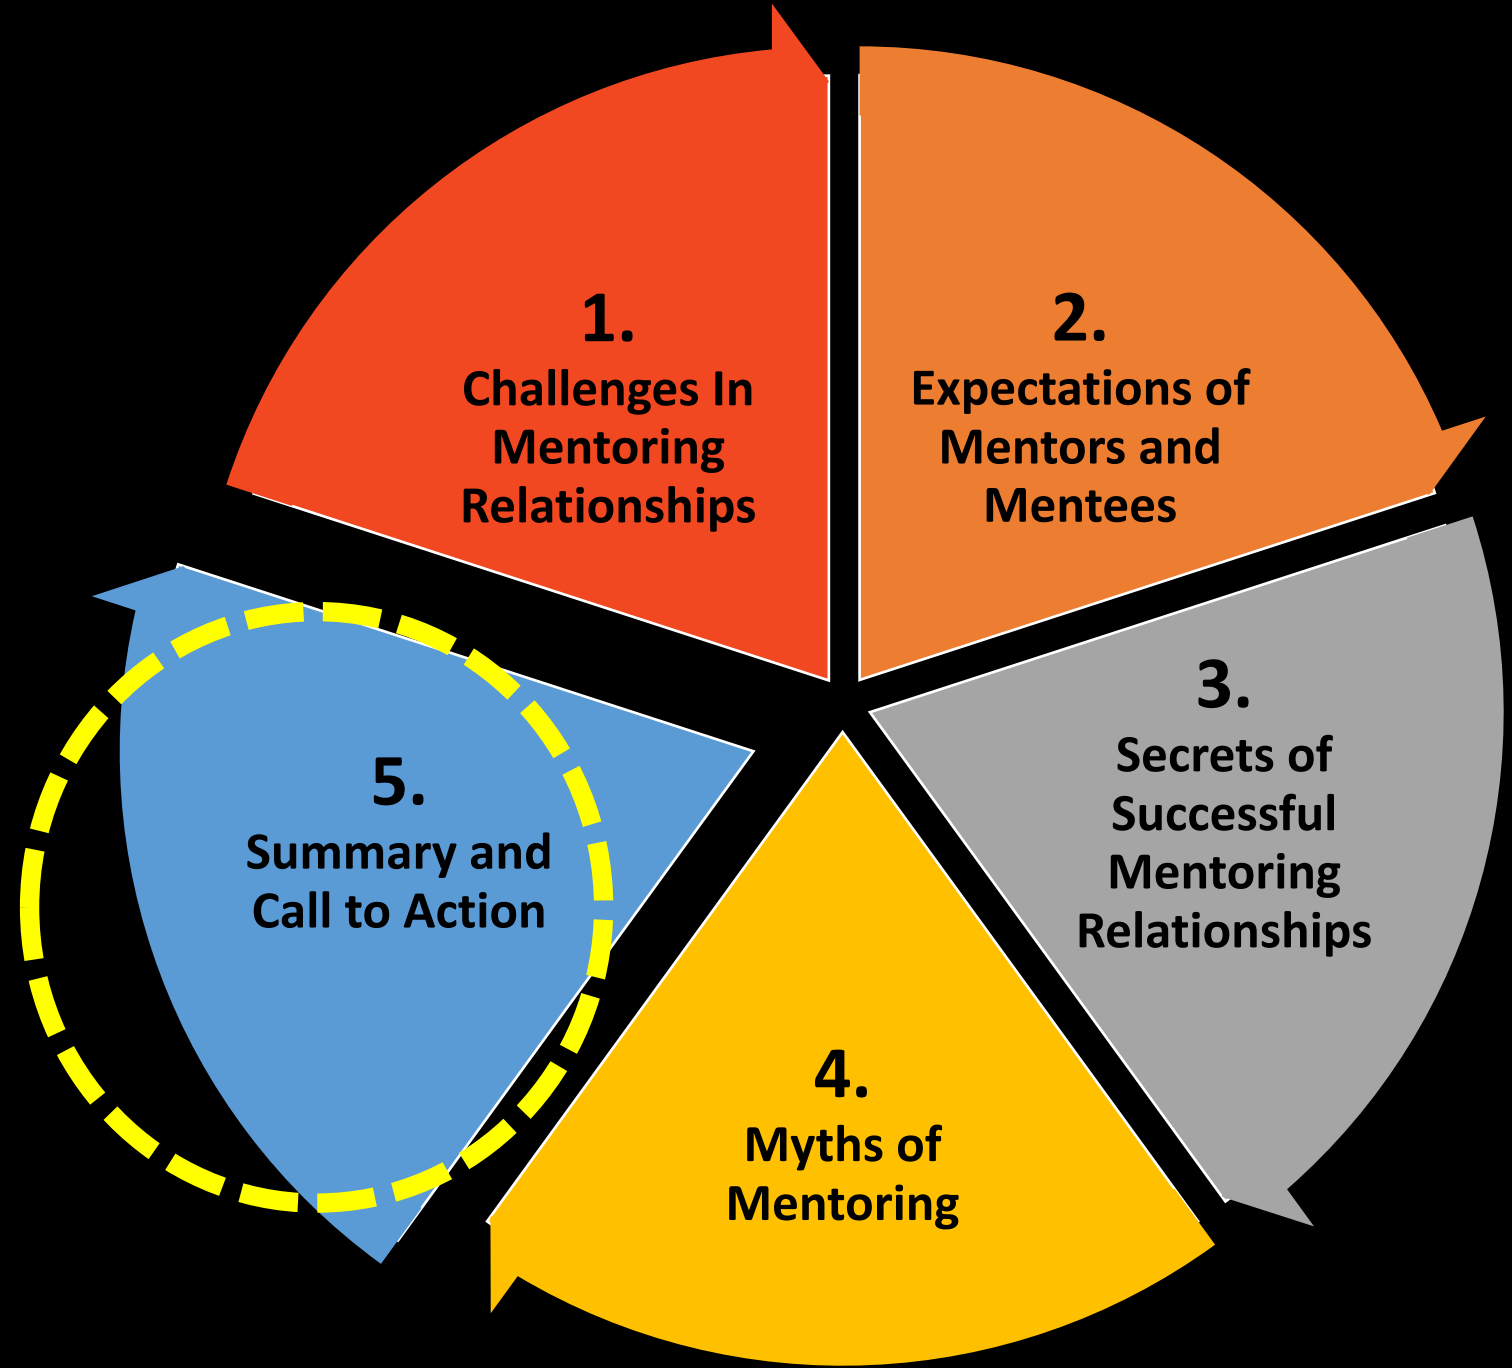 1.
Challenges In
Mentoring
Relationships
2.
Expectations of
Mentors and
Mentees
3.
Secrets of
Successful
Mentoring
Relationships
4.
Myths of
Mentoring
5.
Summary and
Call to Action